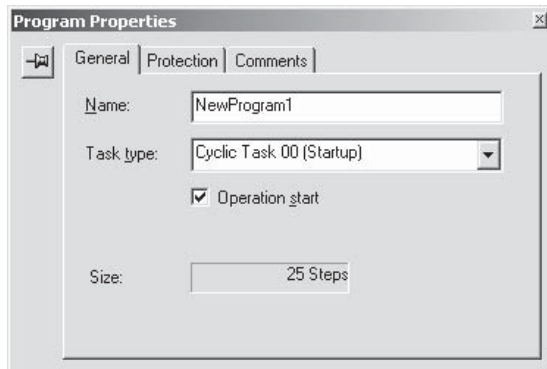 Program Properties
General Protection Comments
Name: NewProgram1
Task type: Cyclic Task 00 (Startup)
Operation start
Size: 25 Steps